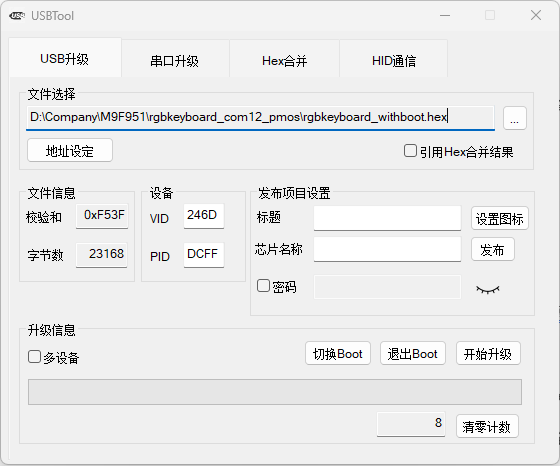 USBTool
USB升级 串口升级 Hex合并 HID通信
文件选择
D:\Company\M9F951\rgbkeyboard_com12_pmos\rgbkeyboard_withboot.hex ...
地址设定 引用Hex合并结果
文件信息 设备 发布项目设置
校验和 0xF53F VID 246D 标题 设置图标
字节数 23168 PID DCFF 芯片名称 发布
密码
升级信息
多设备 切换Boot 退出Boot 开始升级
8 清零计数